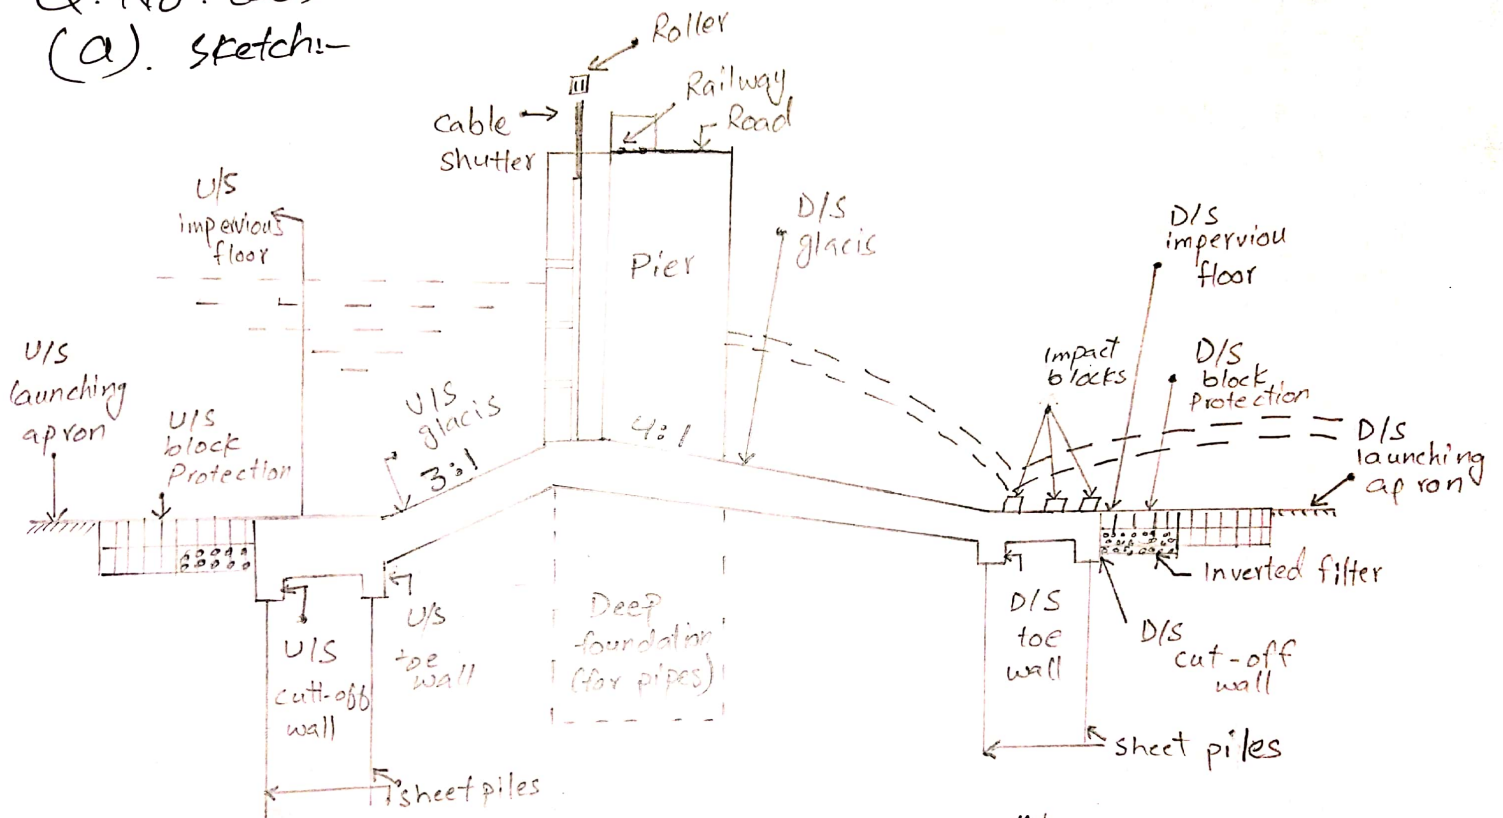 (a). sketch:-
Roller
Railway
Road
cable
shutter
U/S
impervious
floor
D/S
glacis
D/S
imperviou
floor
Pier
U/S
launching
apron
U/S
block
Protection
U/S
glacis
3:1
4:1
Impact
blocks
D/S
block
Protection
D/S
launching
apron
Inverted filter
U/S
cutt-off
wall
U/S
toe
wall
Deep
foundation
(for pipes)
D/S
toe
wall
D/S
cut-off
wall
sheet piles
sheet piles